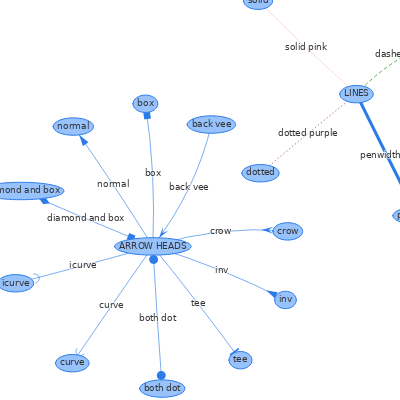 solid
solid pink
dashe
LINES
box
normal
back vee
dotted purple
penwidth
box
dotted
normal
back vee
mond and box
diamond and box
crow
crow
ARROW HEADS
icurve
inv
icurve
inv
curve
tee
both dot
curve
tee
both dot